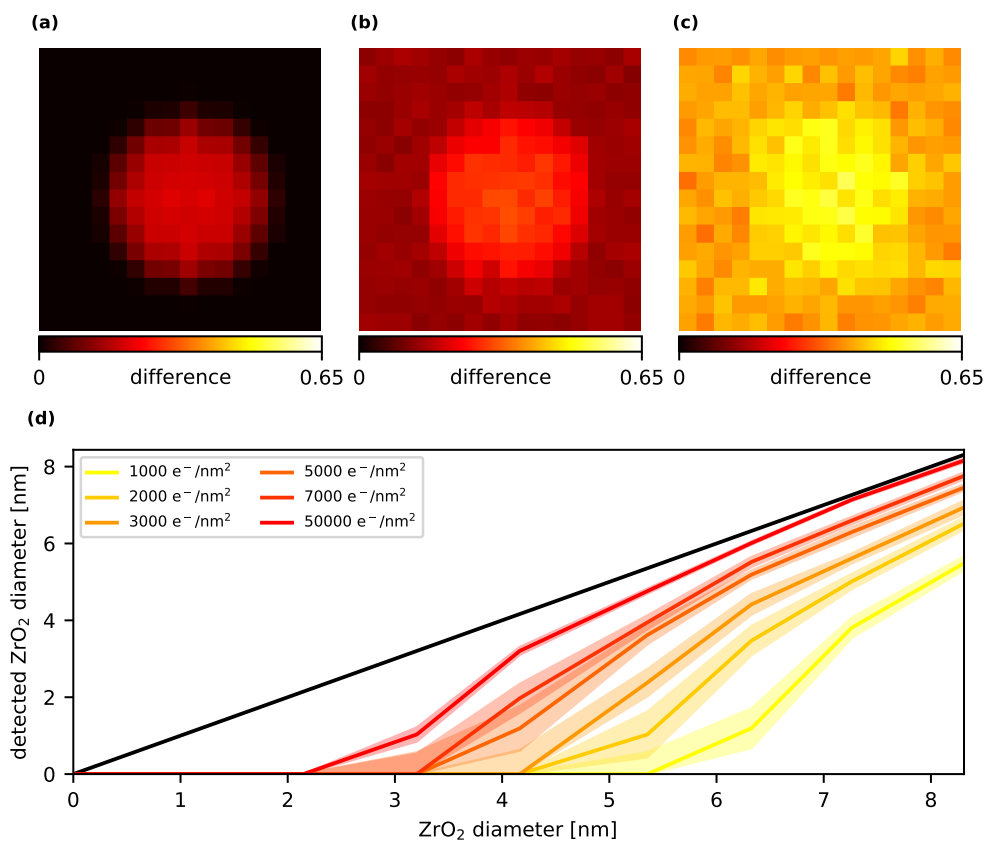 (a) (b) (c)
0 difference 0.65 0 difference 0.65 0 difference 0.65
(d)
detected ZrO₂ diameter [nm]
8
6
4
2
0
1000 e⁻/nm² 5000 e⁻/nm²
2000 e⁻/nm² 7000 e⁻/nm²
3000 e⁻/nm² 50000 e⁻/nm²
0 1 2 3 4 5 6 7 8
ZrO₂ diameter [nm]